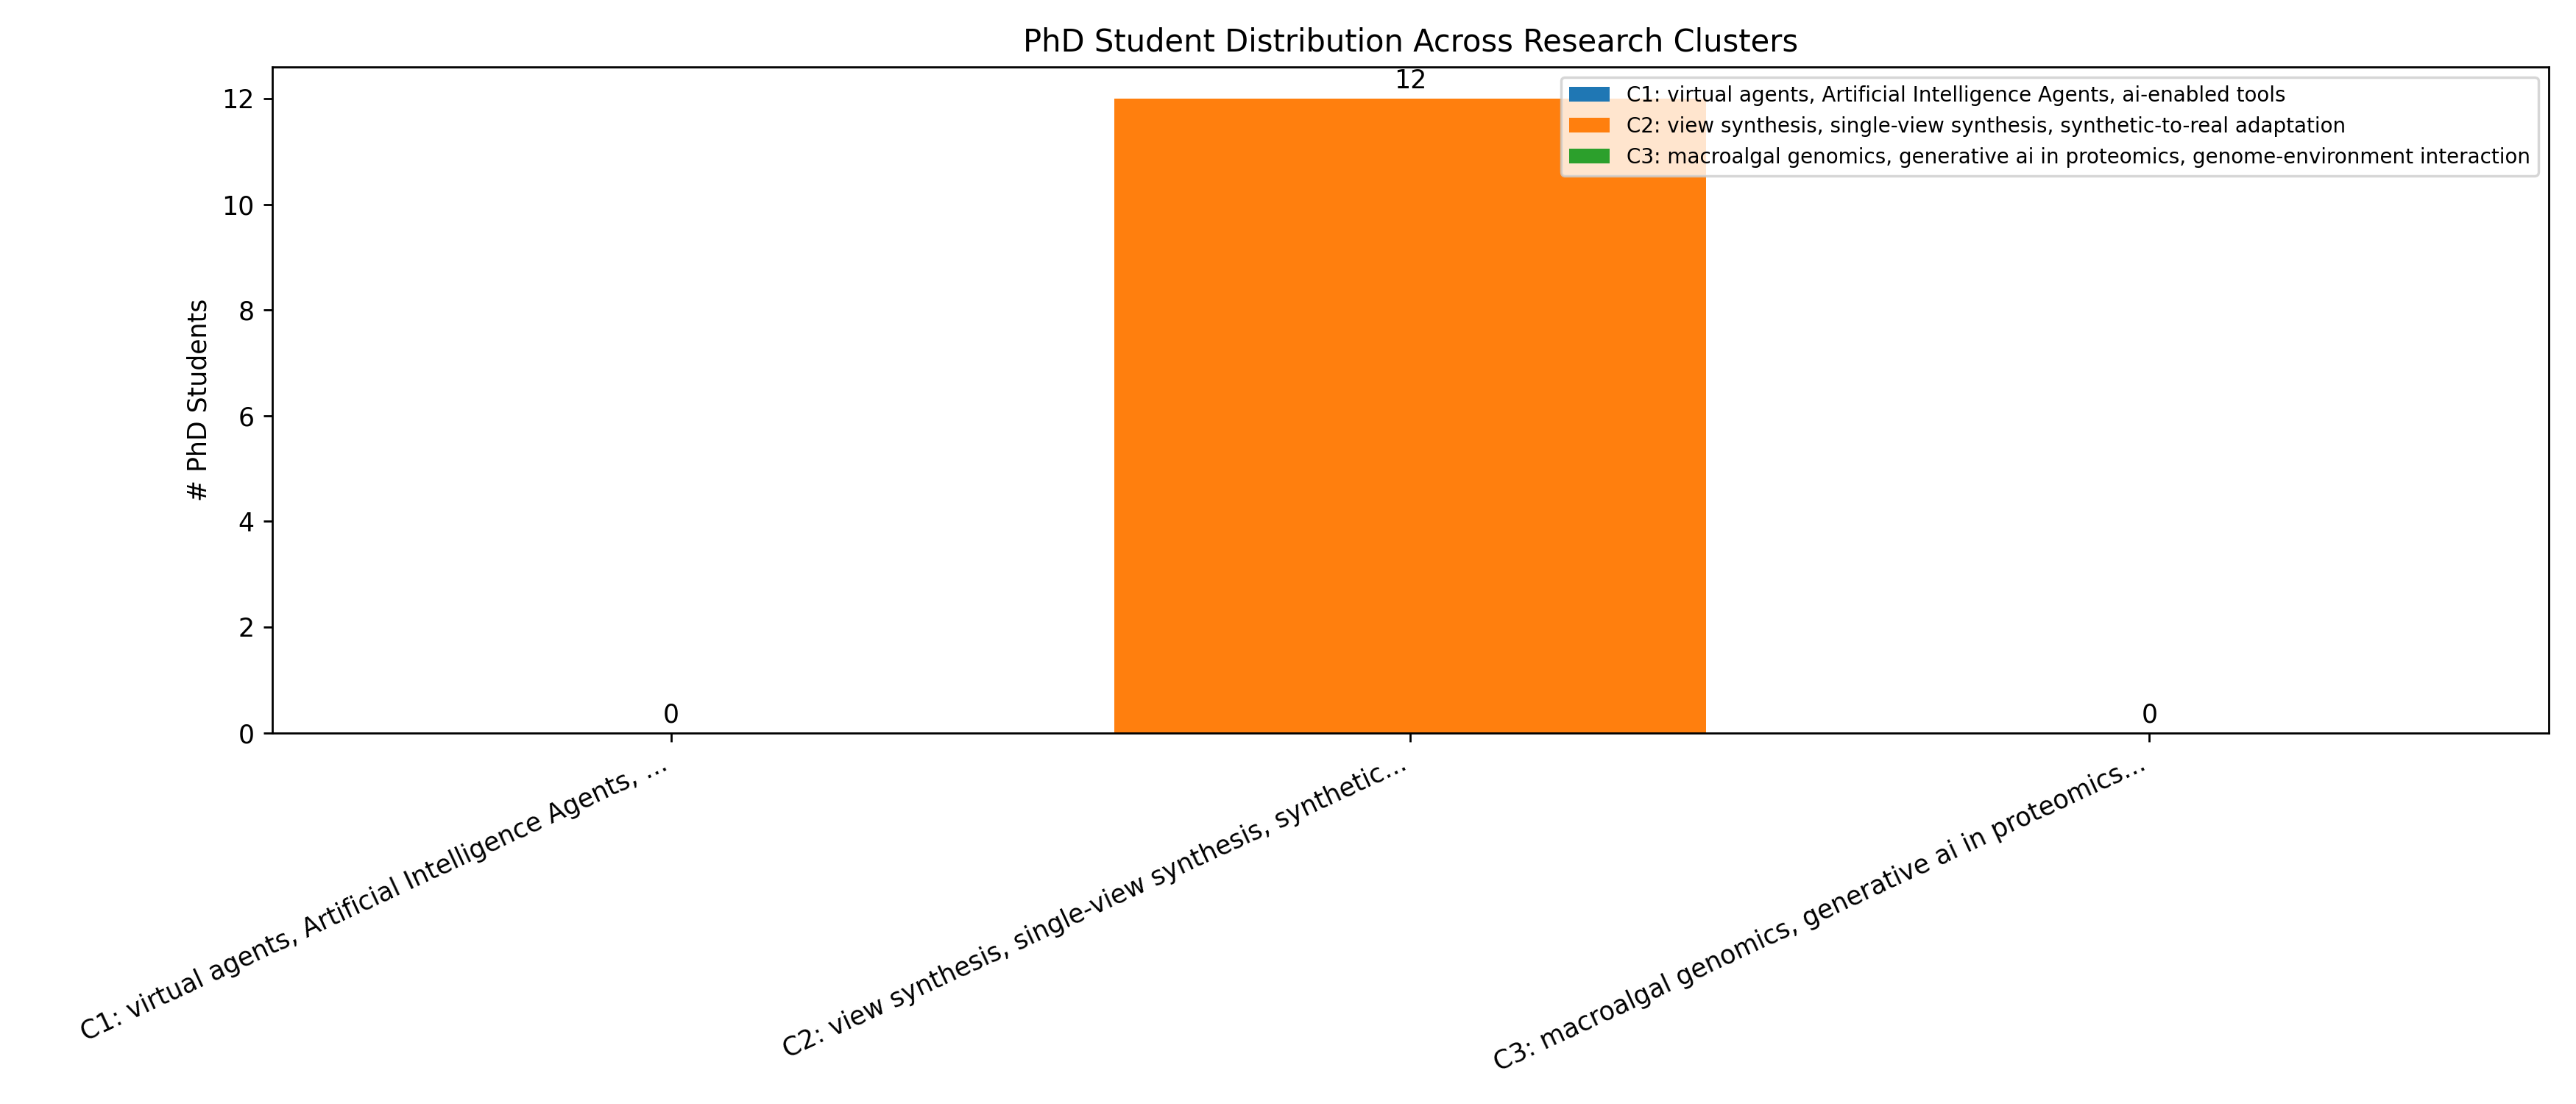 PhD Student Distribution Across Research Clusters
12
C1: virtual agents, Artificial Intelligence Agents, ai-enabled tools
C2: view synthesis, single-view synthesis, synthetic-to-real adaptation
C3: macroalgal genomics, generative ai in proteomics, genome-environment interaction
# PhD Students
12
10
8
6
4
2
0
0
0
C1: virtual agents, Artificial Intelligence Agents, ...
C2: view synthesis, single-view synthesis, synthetic...
C3: macroalgal genomics, generative ai in proteomics...